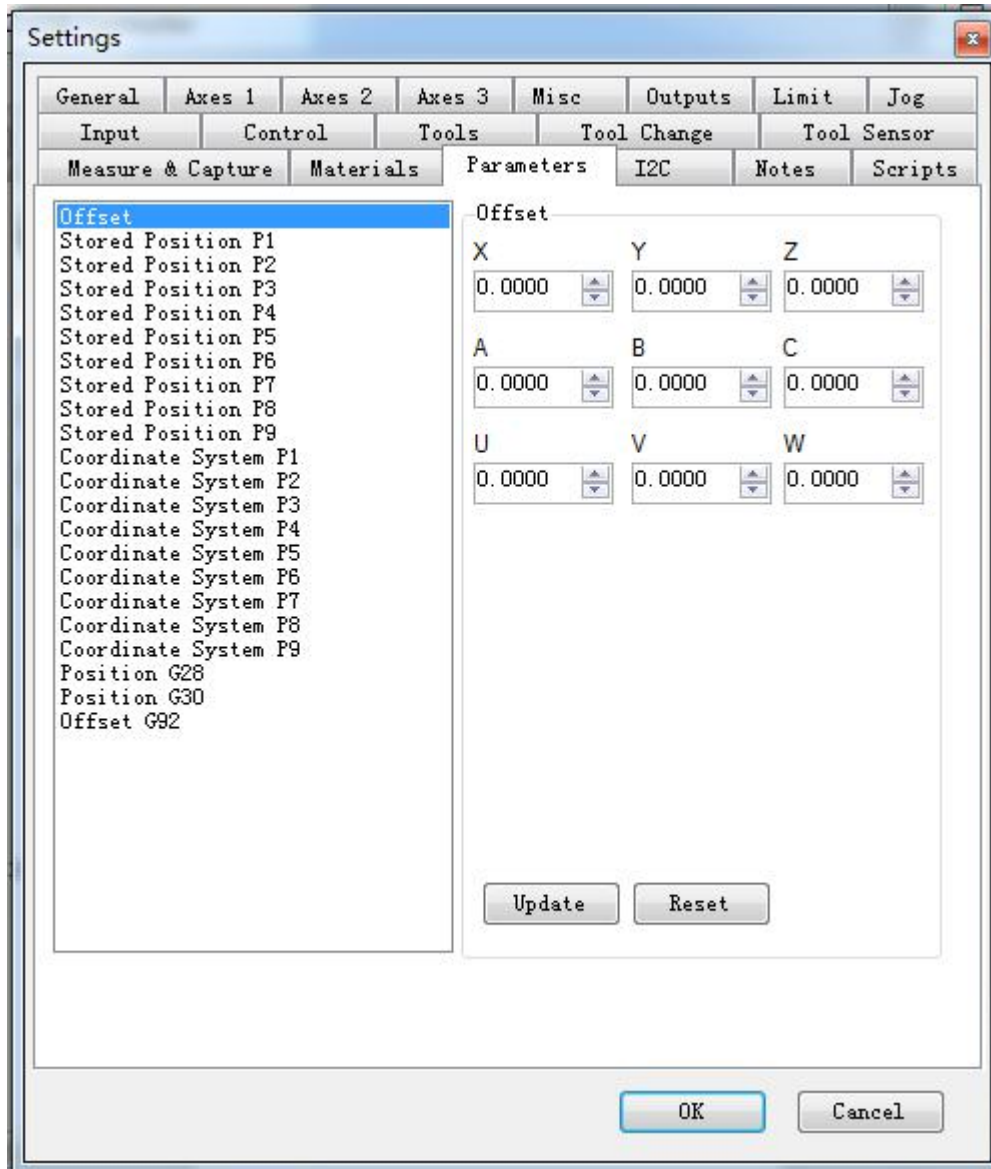 Settings
General Axes 1 Axes 2 Axes 3 Misc Outputs Limit Jog
Input Control Tools Tool Change Tool Sensor
Measure & Capture Materials Parameters I2C Notes Scripts
Offset
Stored Position P1
Stored Position P2
Stored Position P3
Stored Position P4
Stored Position P5
Stored Position P6
Stored Position P7
Stored Position P8
Stored Position P9
Coordinate System P1
Coordinate System P2
Coordinate System P3
Coordinate System P4
Coordinate System P5
Coordinate System P6
Coordinate System P7
Coordinate System P8
Coordinate System P9
Position G28
Position G30
Offset G92
Offset
X Y Z
0.0000 0.0000 0.0000
A B C
0.0000 0.0000 0.0000
U V W
0.0000 0.0000 0.0000
Update Reset
OK Cancel